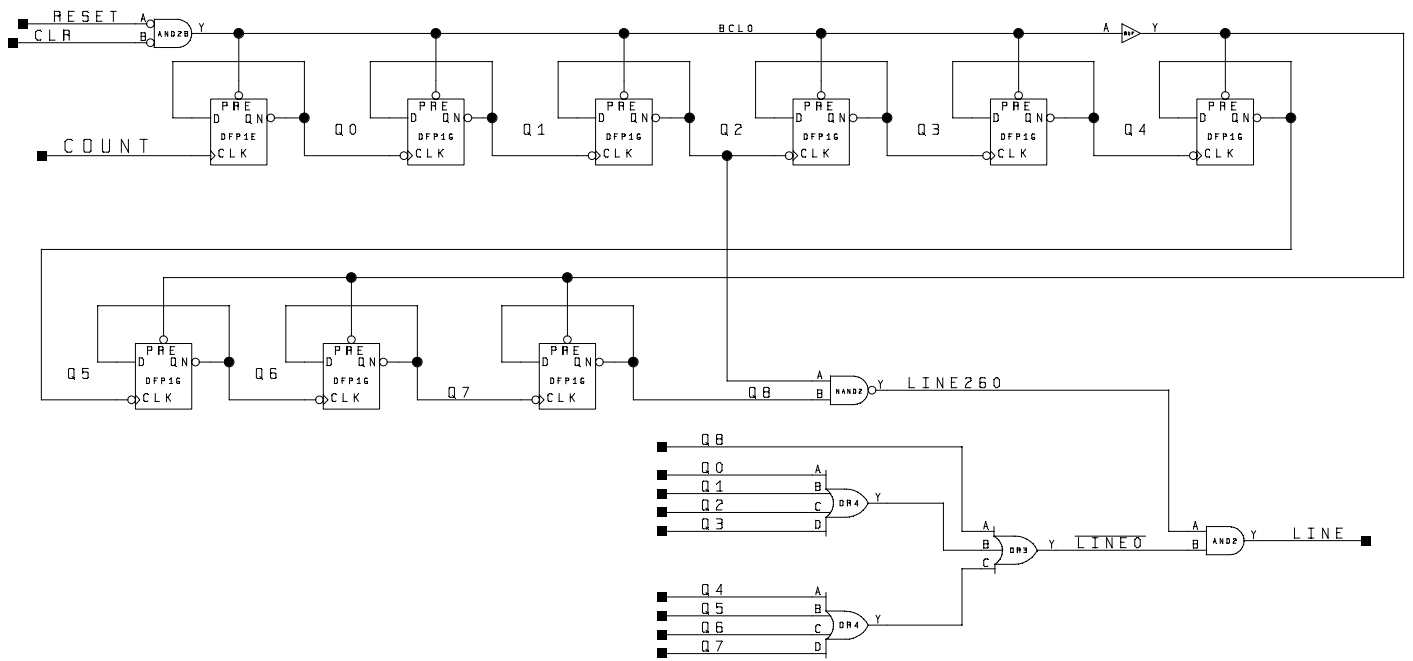 RESET A
CLR B AND2B Y BCLO A BUF Y
PRE PRE PRE PRE PRE PRE
D QN D QN D QN D QN D QN D QN
Q0 Q1 Q2 Q3 Q4
DFP1E DFP1G DFP1G DFP1G DFP1G DFP1G
COUNT CLK CLK CLK CLK CLK CLK
PRE PRE PRE
D QN D QN D QN
Q5 Q6
DFP1G DFP1G DFP1G
CLK CLK Q7 CLK
A
Q8 B NAND2 Y LINE260
Q8
Q0 A
Q1 B
Q2 C OR4 Y
Q3 D
A
B OR3 Y LINE0
C
A
B AND2 Y LINE
Q4 A
Q5 B
Q6 C OR4 Y
Q7 D